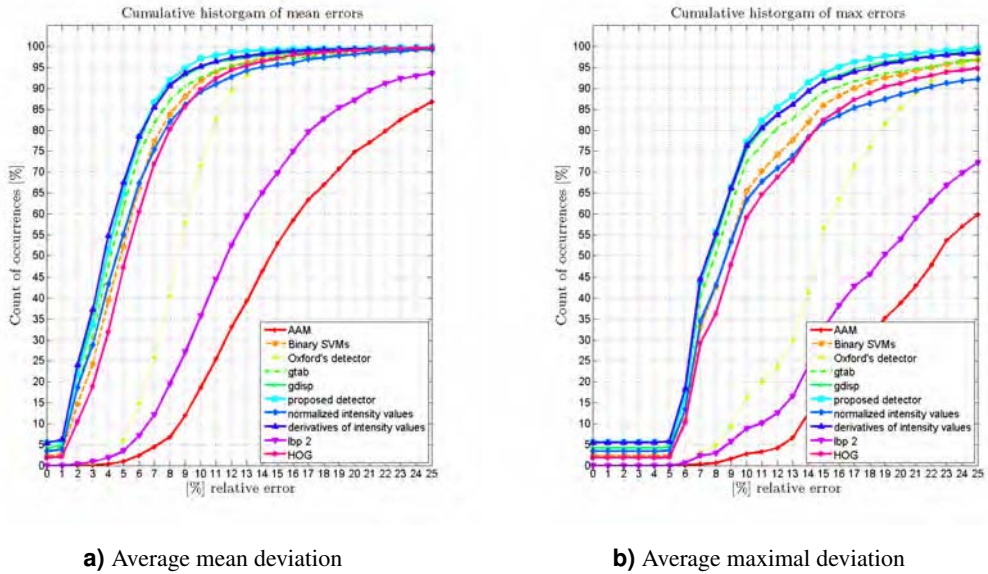 Cumulative historgam of mean errors
100
95
90
85
80
75
70
65
60
55
50
45
40
35
30
25
20
15
10
5
0
Count of occurrences [%]
0 1 2 3 4 5 6 7 8 9 10 11 12 13 14 15 16 17 18 19 20 21 22 23 24 25
[%] relative error
AAM
Binary SVMs
Oxford's detector
gtab
gdisp
proposed detector
normalized intensity values
derivatives of intensity values
lbp 2
HOG
a) Average mean deviation
Cumulative historgam of max errors
100
95
90
85
80
75
70
65
60
55
50
45
40
35
30
25
20
15
10
5
0
Count of occurrences [%]
0 1 2 3 4 5 6 7 8 9 10 11 12 13 14 15 16 17 18 19 20 21 22 23 24 25
[%] relative error
AAM
Binary SVMs
Oxford's detector
gtab
gdisp
proposed detector
normalized intensity values
derivatives of intensity values
lbp 2
HOG
b) Average maximal deviation